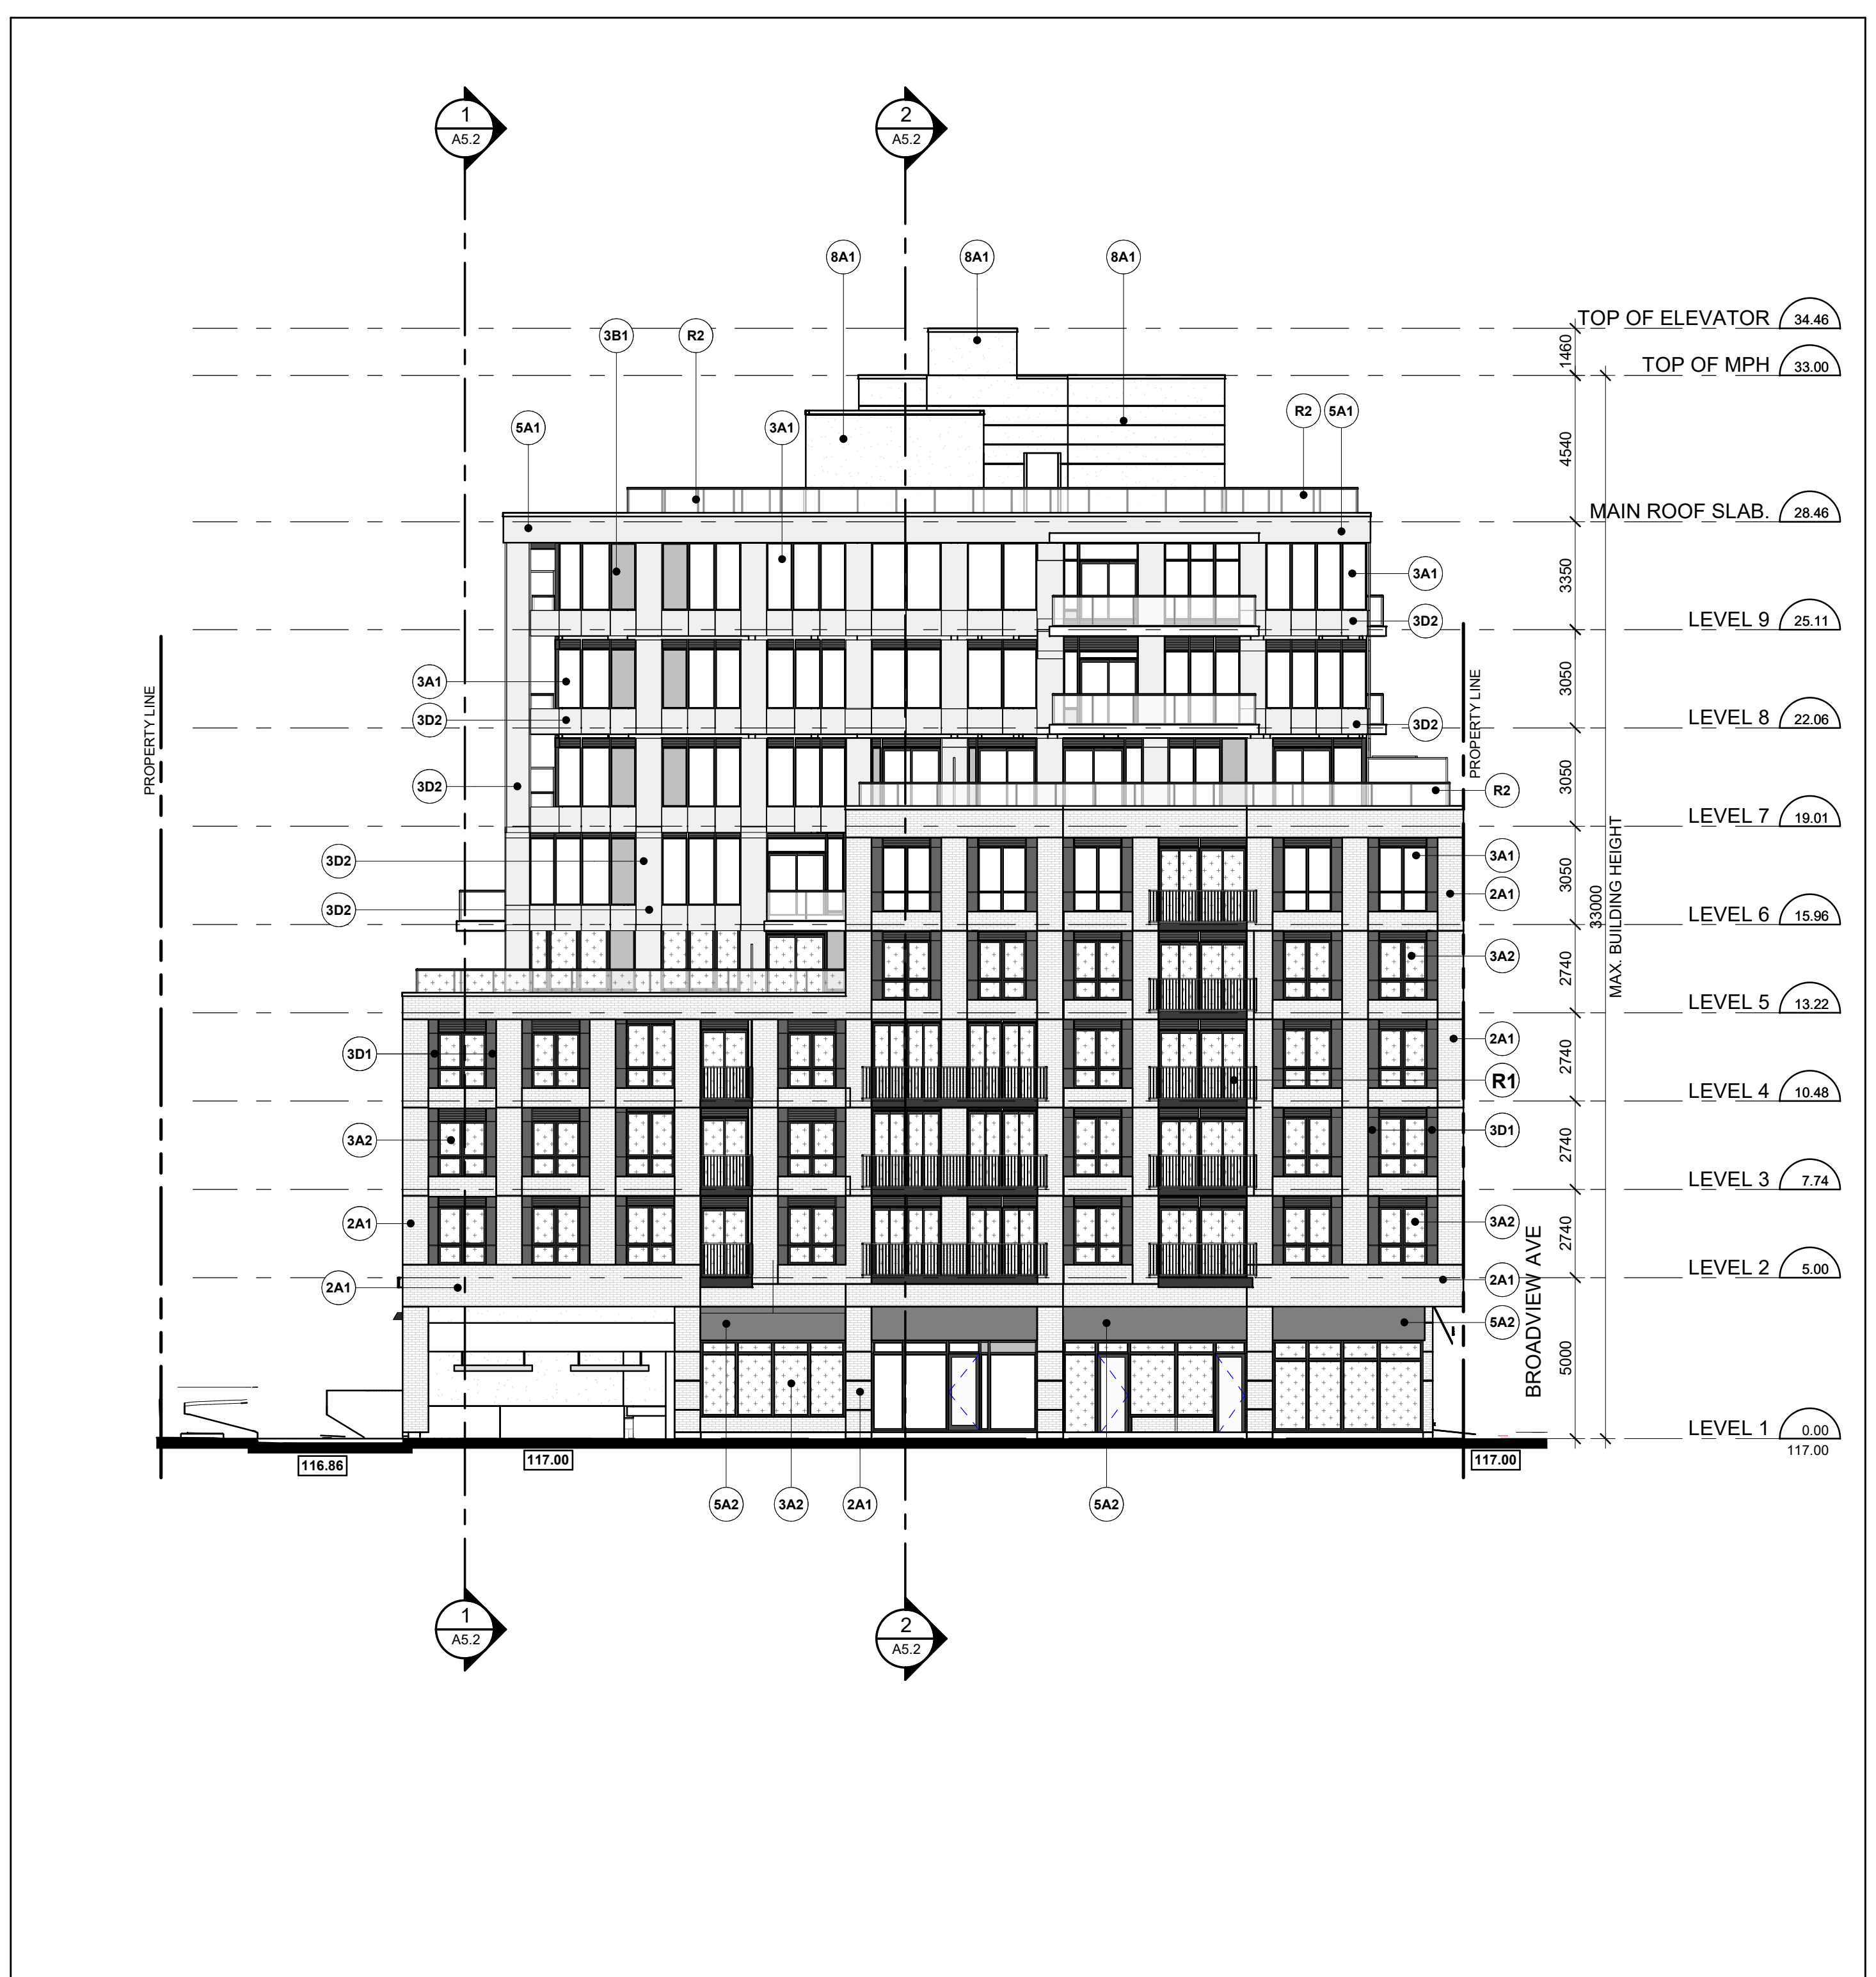 1
A5.2
2
A5.2
8A1
8A1
8A1
TOP OF ELEVATOR
34.46
3B1
R2
1460
TOP OF MPH
33.00
5A1
3A1
R2
5A1
4540
MAIN ROOF SLAB.
28.46
3A1
3350
3D2
LEVEL 9
25.11
3A1
3050
3D2
3D2
LEVEL 8
22.06
PROPERTY LINE
PROPERTY LINE
3D2
R2
3050
LEVEL 7
19.01
3D2
3A1
3050
2A1
3D2
33000
MAX. BUILDING HEIGHT
LEVEL 6
15.96
3A2
2740
LEVEL 5
13.22
3D1
2A1
2740
R1
LEVEL 4
10.48
3A2
3D1
2740
LEVEL 3
7.74
2A1
3A2
2740
2A1
2A1
LEVEL 2
5.00
BROADVIEW AVE
5A2
5000
LEVEL 1
0.00
117.00
116.86
117.00
117.00
5A2
3A2
2A1
5A2
1
A5.2
2
A5.2